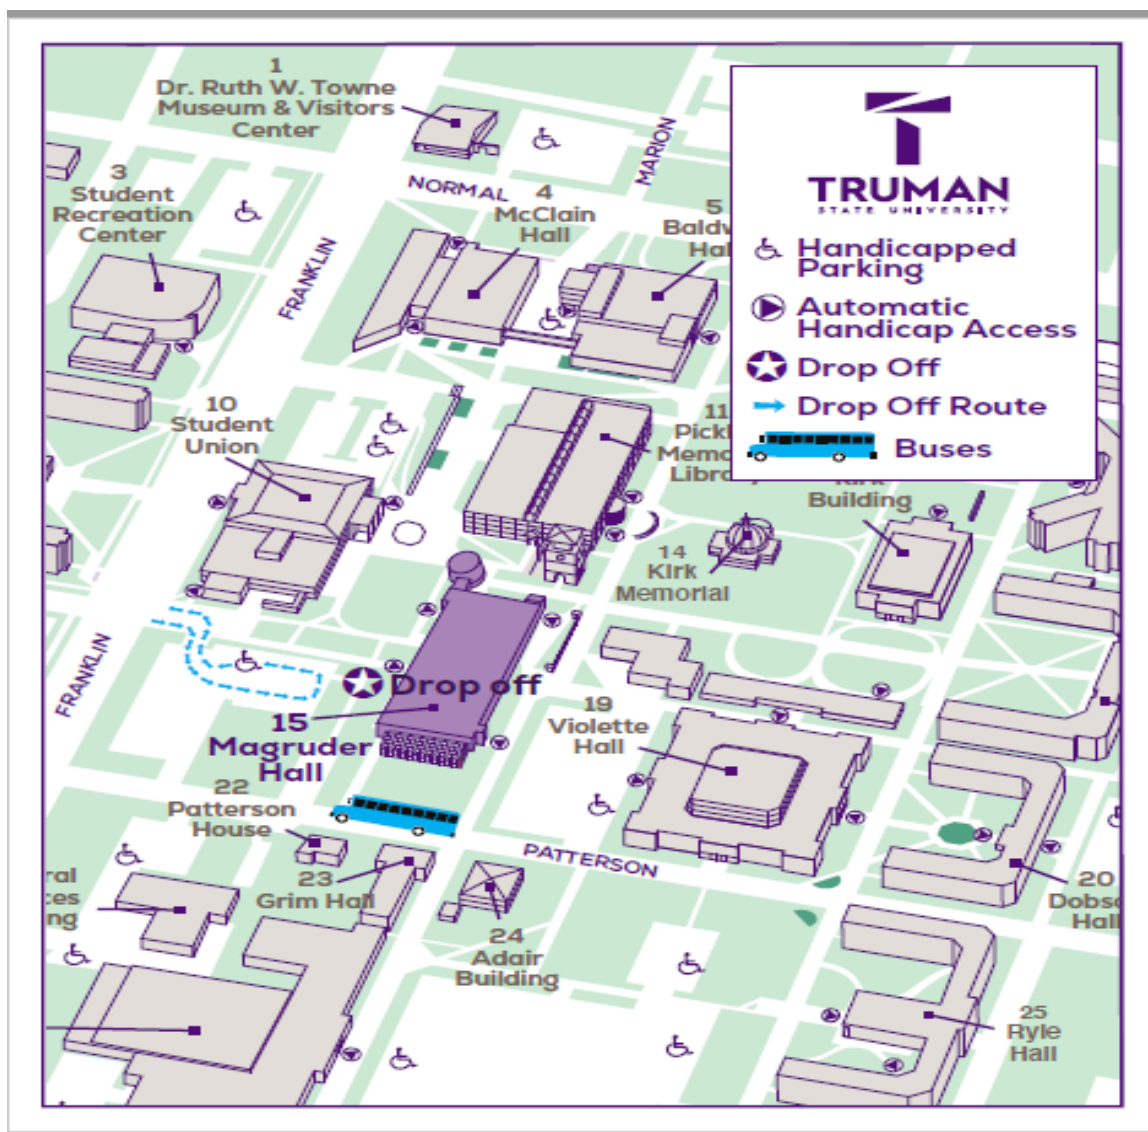 1
Dr. Ruth W. Towne
Museum & Visitors
Center
MARION
TRUMAN
STATE UNIVERSITY
Handicapped
Parking
Automatic
Handicap Access
Drop Off
Drop Off Route
Buses
3
Student
Recreation
Center
NORMAL
4
McClain
Hall
5
FRANKLIN
10
Student
Union
11
Building
14
Kirk
Memorial
FRANKLIN
Drop off
15
Magruder
Hall
19
Violette
Hall
22
Patterson
House
PATTERSON
23
Grim Hall
20
24
Adair
Building
25
Ryle
Hall